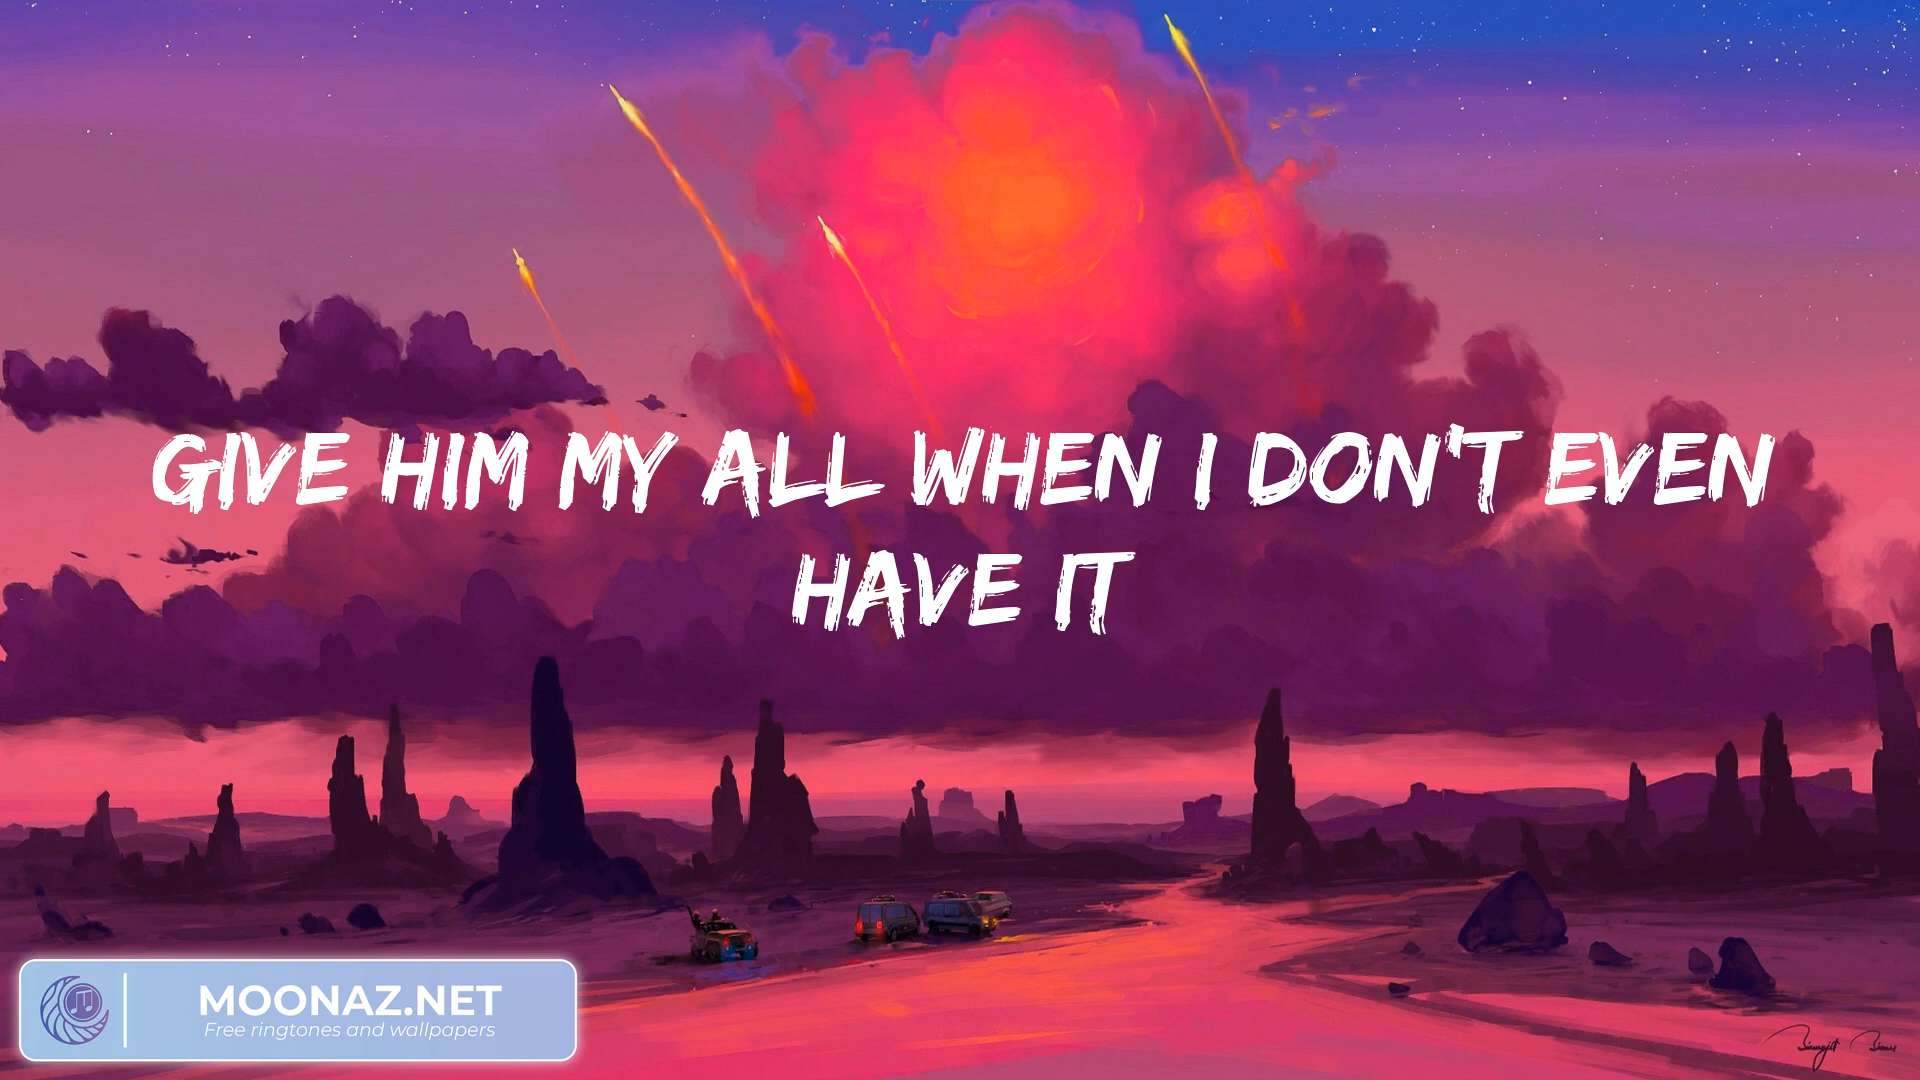 GIVE HIM MY ALL WHEN I DON'T EVEN
HAVE IT
MOONAZ.NET
Free ringtones and wallpapers